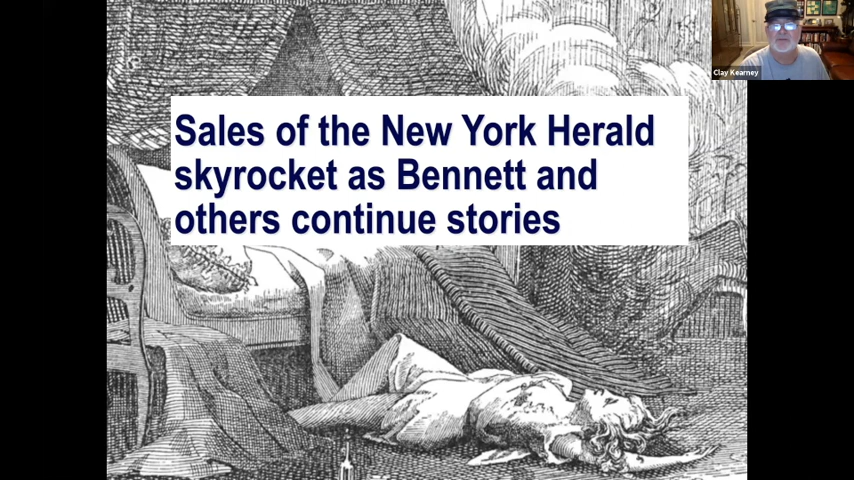 Clay Kearney
Sales of the New York Herald
skyrocket as Bennett and
others continue stories